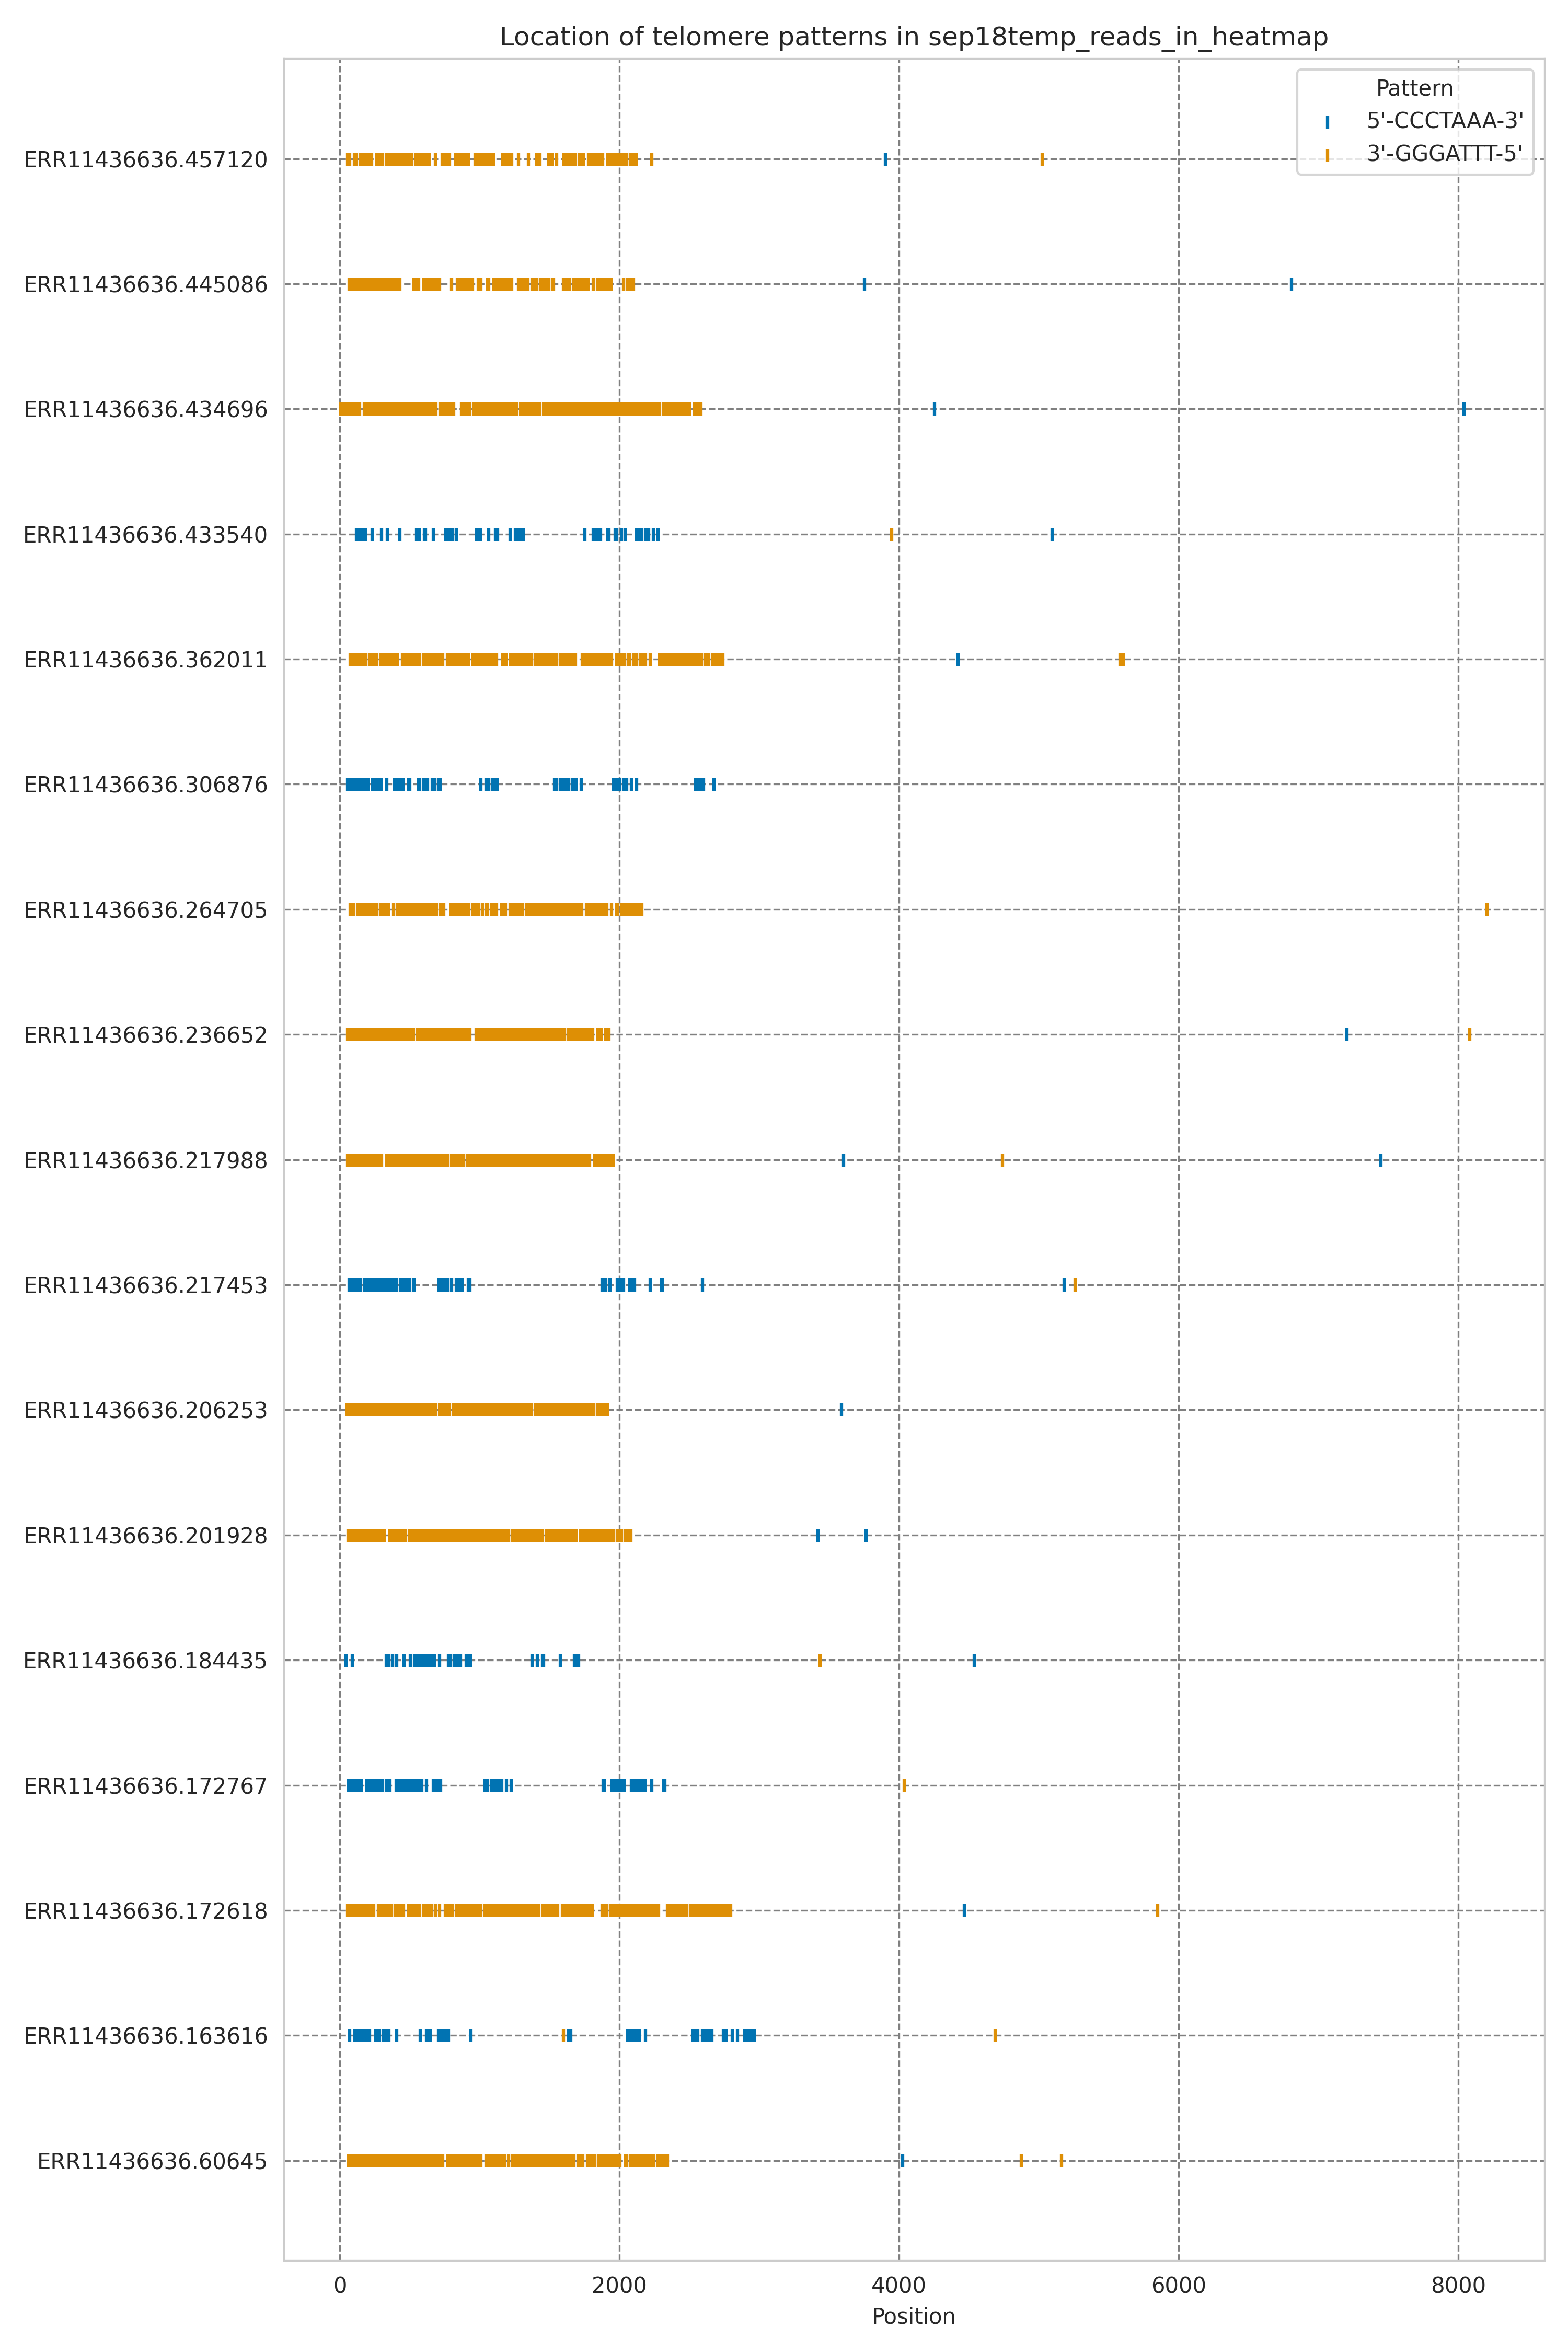 Location of telomere patterns in sep18temp_reads_in_heatmap
Pattern
5'-CCCTAAA-3'
3'-GGGATTT-5'
ERR11436636.457120
ERR11436636.445086
ERR11436636.434696
ERR11436636.433540
ERR11436636.362011
ERR11436636.306876
ERR11436636.264705
ERR11436636.236652
ERR11436636.217988
ERR11436636.217453
ERR11436636.206253
ERR11436636.201928
ERR11436636.184435
ERR11436636.172767
ERR11436636.172618
ERR11436636.163616
ERR11436636.60645
0 2000 4000 6000 8000
Position